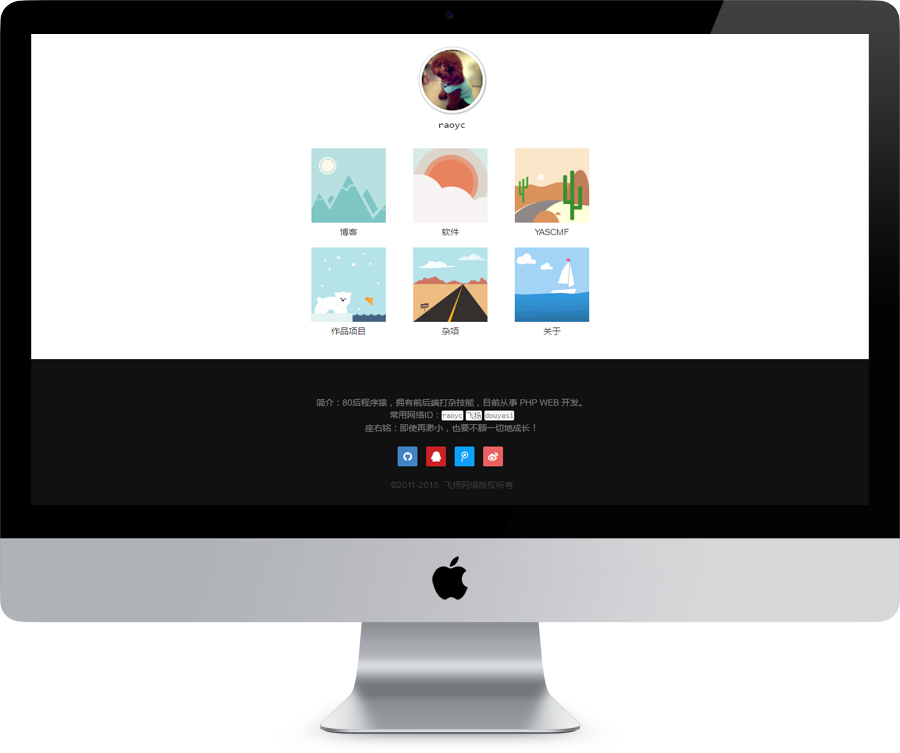 raoyc
博客
软件
YASCMF
作品项目
杂项
关于
简介：80后程序猿，拥有前后端打杂技能，目前从事 PHP WEB 开发。
常用网络ID：raoyc 飞扬 douyasi
座右铭：即使再渺小，也要不顾一切地成长！
©2011-2015. 飞扬网络版权所有